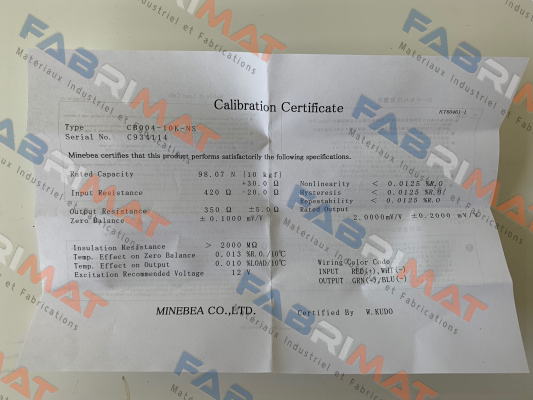 Calibration Certificate
KT60461-1
Type CB004-10K-NS
Serial No. C934114
Minebea certifies that this product performs satisfactorily the following specifications.
Rated Capacity 98.07 N [10 kgf]
Input Resistance 420 Ω +30.0 Ω -20.0 Ω
Output Resistance 350 Ω ±5.0 Ω
Zero Balance ± 0.1000 mV/V
Nonlinearity < 0.0125 %R.O
Hysteresis < 0.0125 %R.O
Repeatability < 0.0125 %R.O
Rated Output
2.0000mV/V ±0.2000 mV/V
Insulation Resistance > 2000 MΩ
Temp. Effect on Zero Balance 0.013 %R.O./10℃
Temp. Effect on Output 0.010 %LOAD/10℃
Excitation Recommended Voltage 12 V
Wiring Color Code
INPUT RED(+),WHT(-)
OUTPUT GRN(+),BLU(-)
MINEBEA CO.,LTD.
Certified By W.KUDO
FABRIMAT
Matériaux Industriel et Fabrications